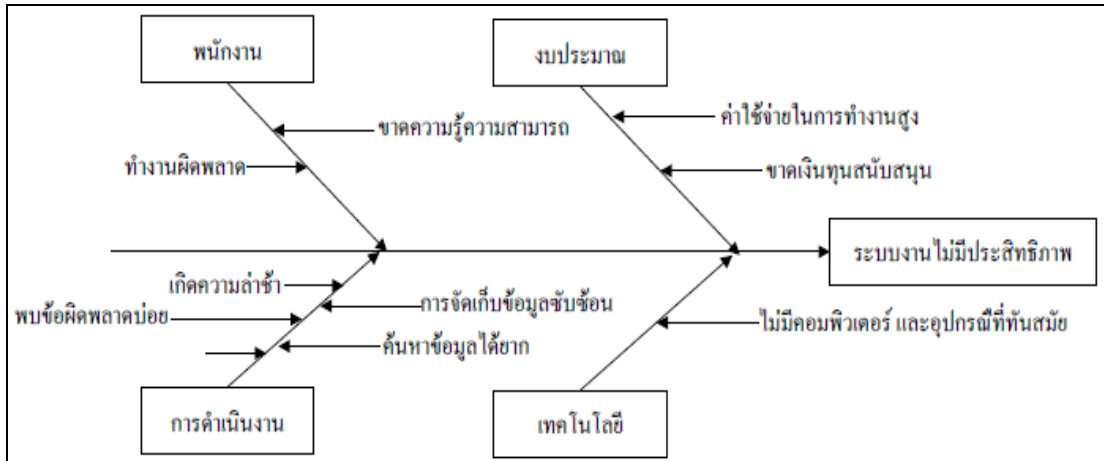 พนักงาน
งบประมาณ
ขาดความรู้ความสามารถ
ค่าใช้จ่ายในการทำงานสูง
ทำงานผิดพลาด
ขาดเงินทุนสนับสนุน
ระบบงานไม่มีประสิทธิภาพ
เกิดความล่าช้า
การจัดเก็บข้อมูลซับซ้อน
พบข้อผิดพลาดบ่อย
ไม่มีคอมพิวเตอร์ และอุปกรณ์ที่ทันสมัย
ค้นหาข้อมูลได้ยาก
การดำเนินงาน
เทคโนโลยี